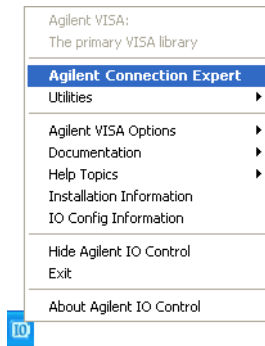 Agilent VISA:
The primary VISA library
Agilent Connection Expert
Utilities
Agilent VISA Options
Documentation
Help Topics
Installation Information
IO Config Information
Hide Agilent IO Control
Exit
About Agilent IO Control
IO